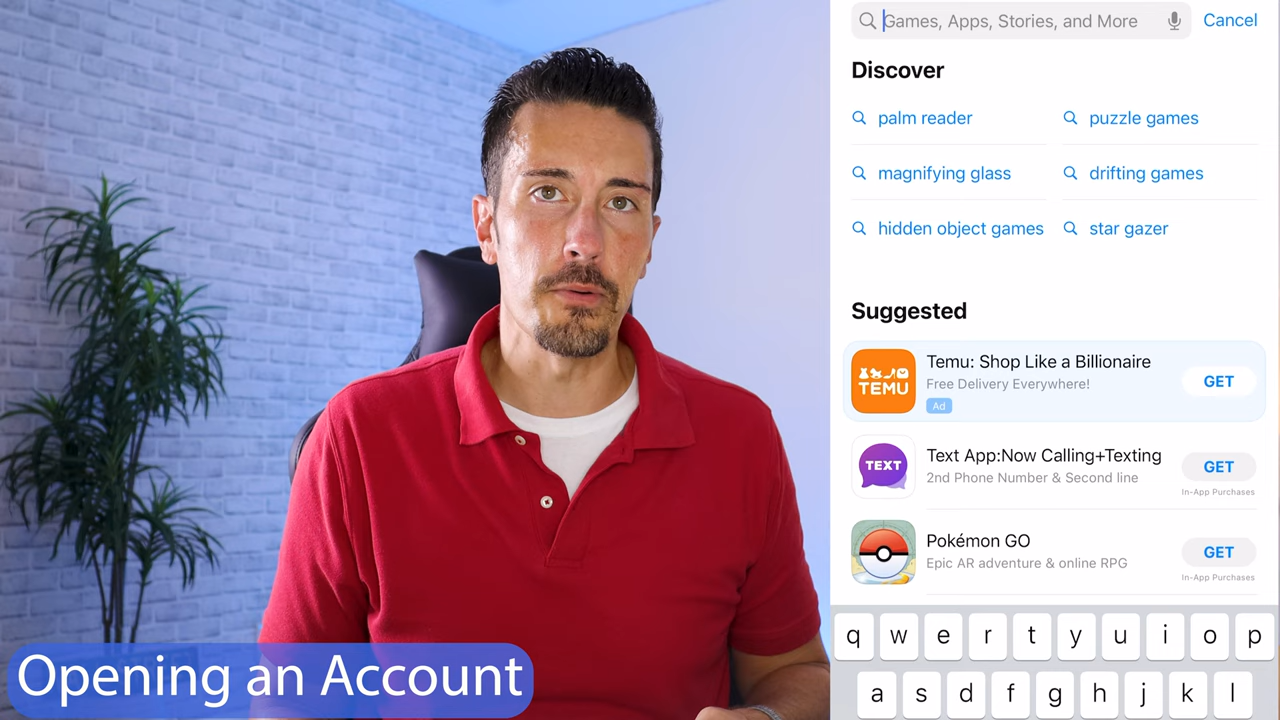 Games, Apps, Stories, and More
Cancel
Discover
palm reader
puzzle games
magnifying glass
drifting games
hidden object games
star gazer
Suggested
TEMU
Temu: Shop Like a Billionaire
Free Delivery Everywhere!
Ad
GET
TEXT
Text App:Now Calling+Texting
2nd Phone Number & Second line
GET
In-App Purchases
Pokémon GO
Epic AR adventure & online RPG
GET
In-App Purchases
q w e r t y u i o p
a s d f g h j k l
Opening an Account